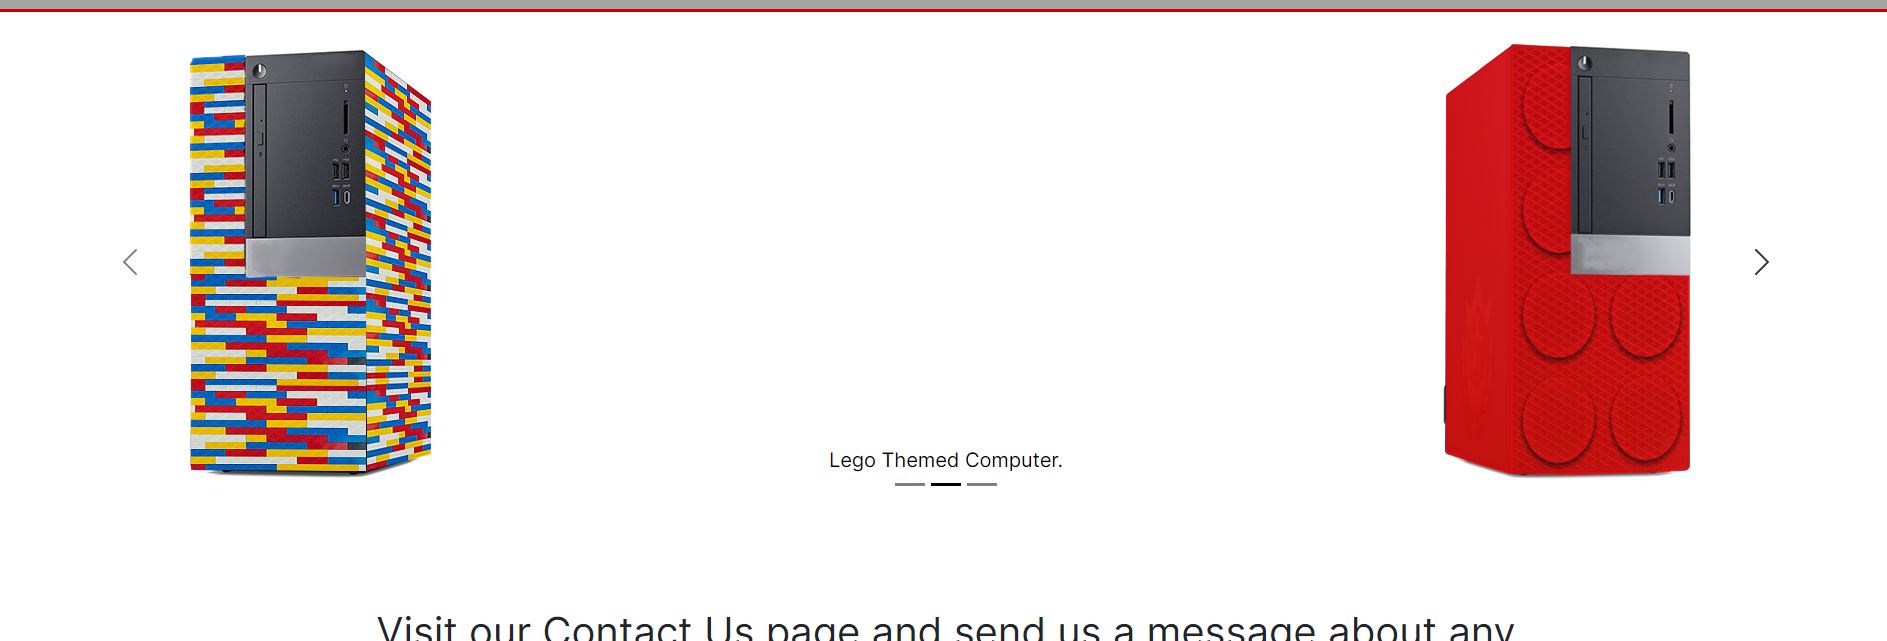 Lego Themed Computer.
Visit our Contact Us page and send us a message about any